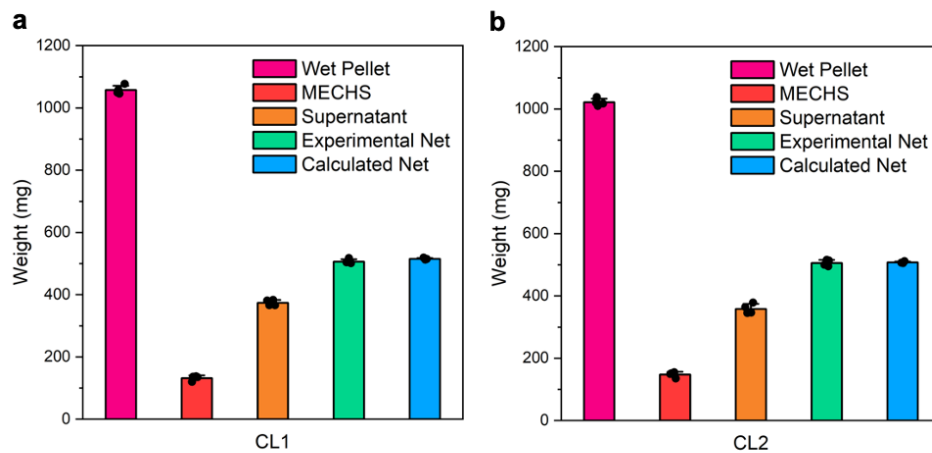 a
1200
1000
800
600
400
200
0
Weight (mg)
Wet Pellet
MECHS
Supernatant
Experimental Net
Calculated Net
CL1
b
1200
1000
800
600
400
200
0
Weight (mg)
Wet Pellet
MECHS
Supernatant
Experimental Net
Calculated Net
CL2